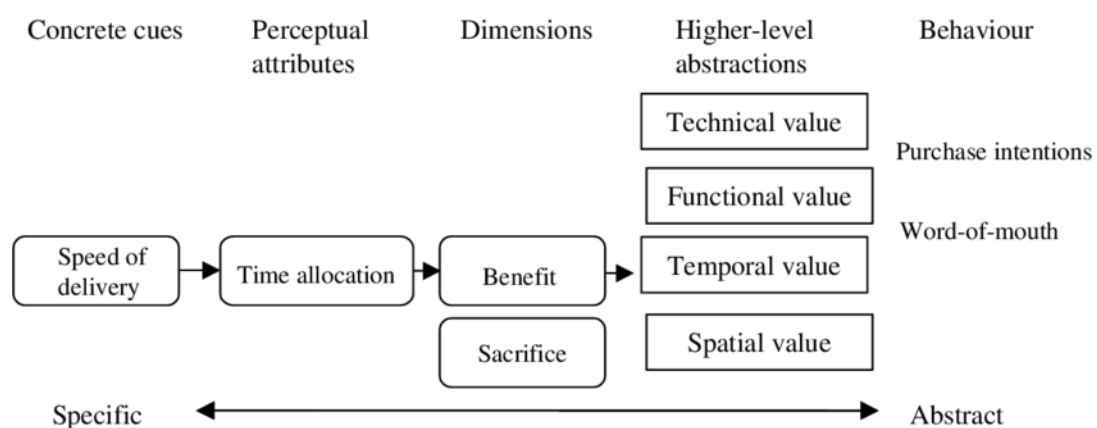 Concrete cues
Perceptual
attributes
Dimensions
Higher-level
abstractions
Behaviour
Technical value
Purchase intentions
Functional value
Word-of-mouth
Speed of
delivery
Time allocation
Benefit
Temporal value
Sacrifice
Spatial value
Specific
Abstract